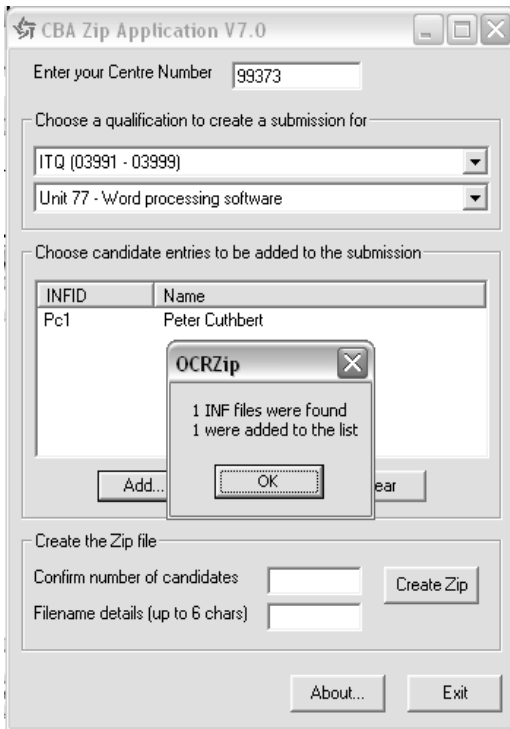 CBA Zip Application V7.0
Enter your Centre Number 99373
Choose a qualification to create a submission for
ITQ (03991 - 03999)
Unit 77 - Word processing software
Choose candidate entries to be added to the submission
INFID Name
Pc1 Peter Cuthbert
OCRZip
1 INF files were found
1 were added to the list
OK
Add... ear
Create the Zip file
Confirm number of candidates
Create Zip
Filename details (up to 6 chars)
About... Exit